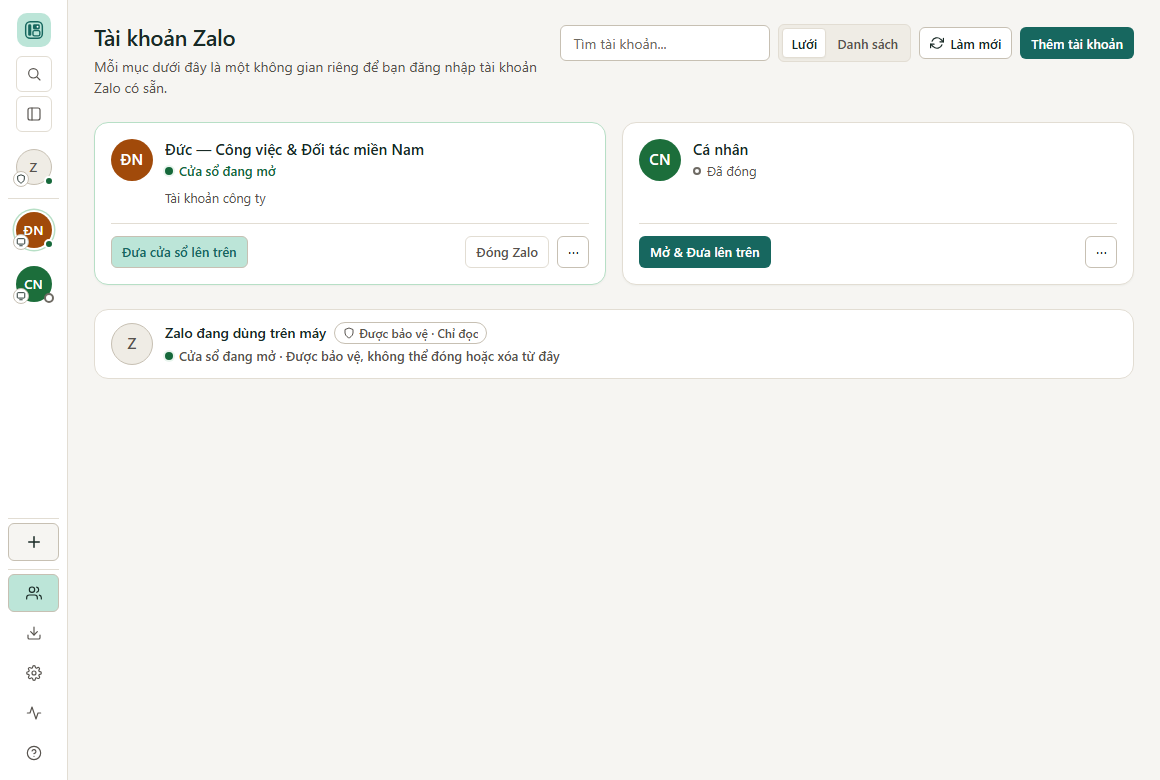 Tài khoản Zalo
Mỗi mục dưới đây là một không gian riêng để bạn đăng nhập tài khoản
Zalo có sẵn.
Tìm tài khoản...
Lưới
Danh sách
Làm mới
Thêm tài khoản
Z
ĐN
CN
ĐN
Đức — Công việc & Đối tác miền Nam
Cửa sổ đang mở
Tài khoản công ty
Đưa cửa sổ lên trên
Đóng Zalo
...
CN
Cá nhân
Đã đóng
Mở & Đưa lên trên
...
Z
Zalo đang dùng trên máy
Được bảo vệ · Chỉ đọc
Cửa sổ đang mở · Được bảo vệ, không thể đóng hoặc xóa từ đây